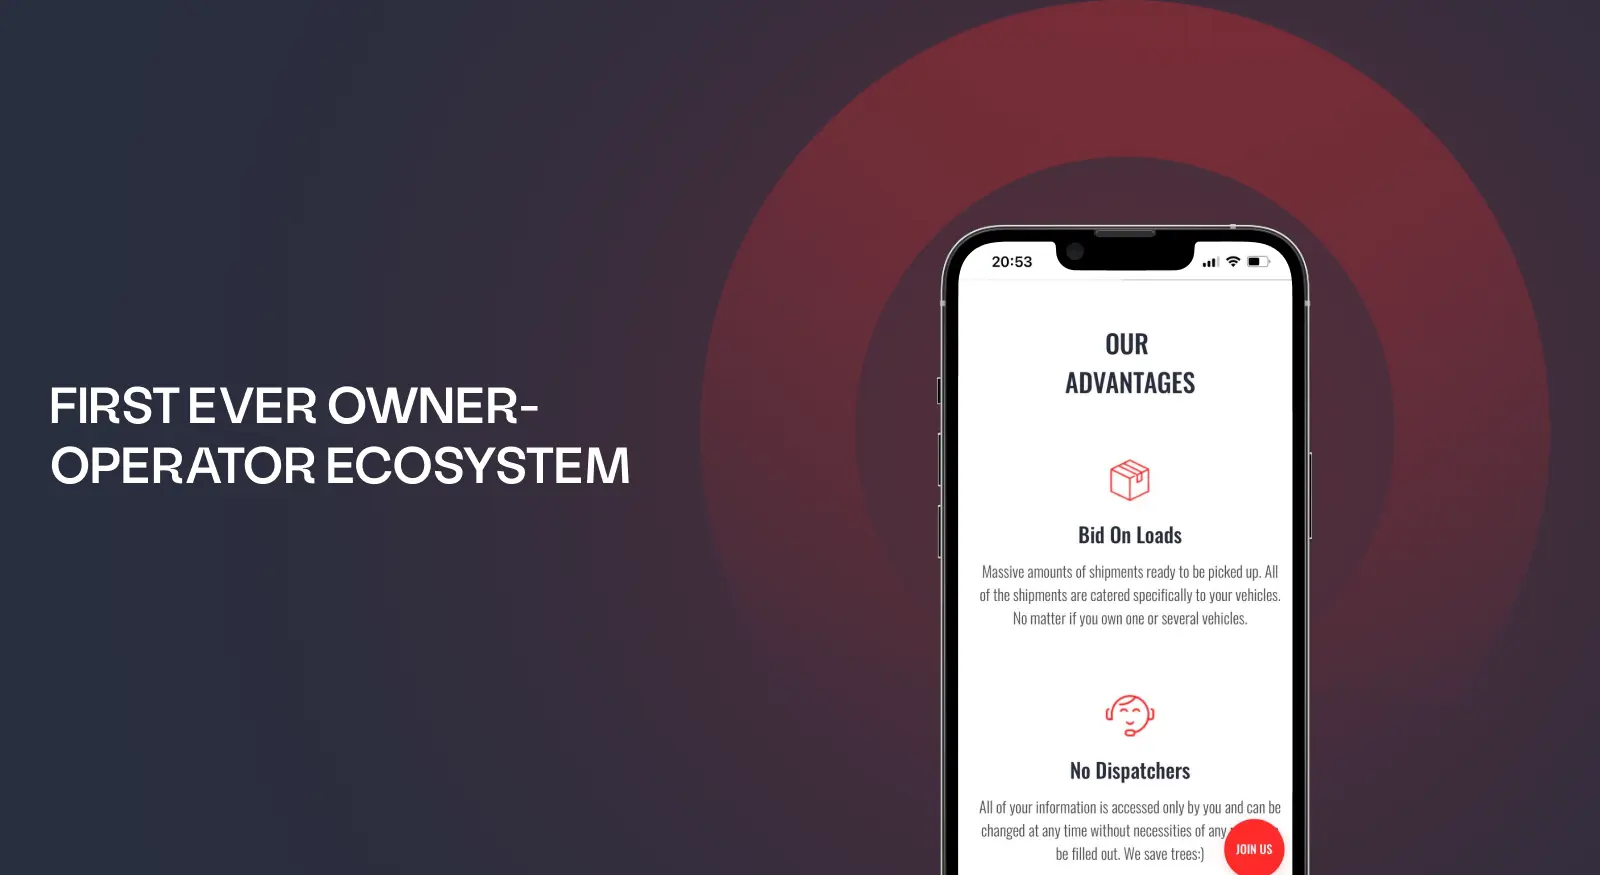 FIRST EVER OWNER-
OPERATOR ECOSYSTEM
20:53
OUR
ADVANTAGES
Bid On Loads
Massive amounts of shipments ready to be picked up. All
of the shipments are catered specifically to your vehicles.
No matter if you own one or several vehicles.
No Dispatchers
All of your information is accessed only by you and can be
changed at any time without necessities of any
be filled out. We save trees:)
JOIN US